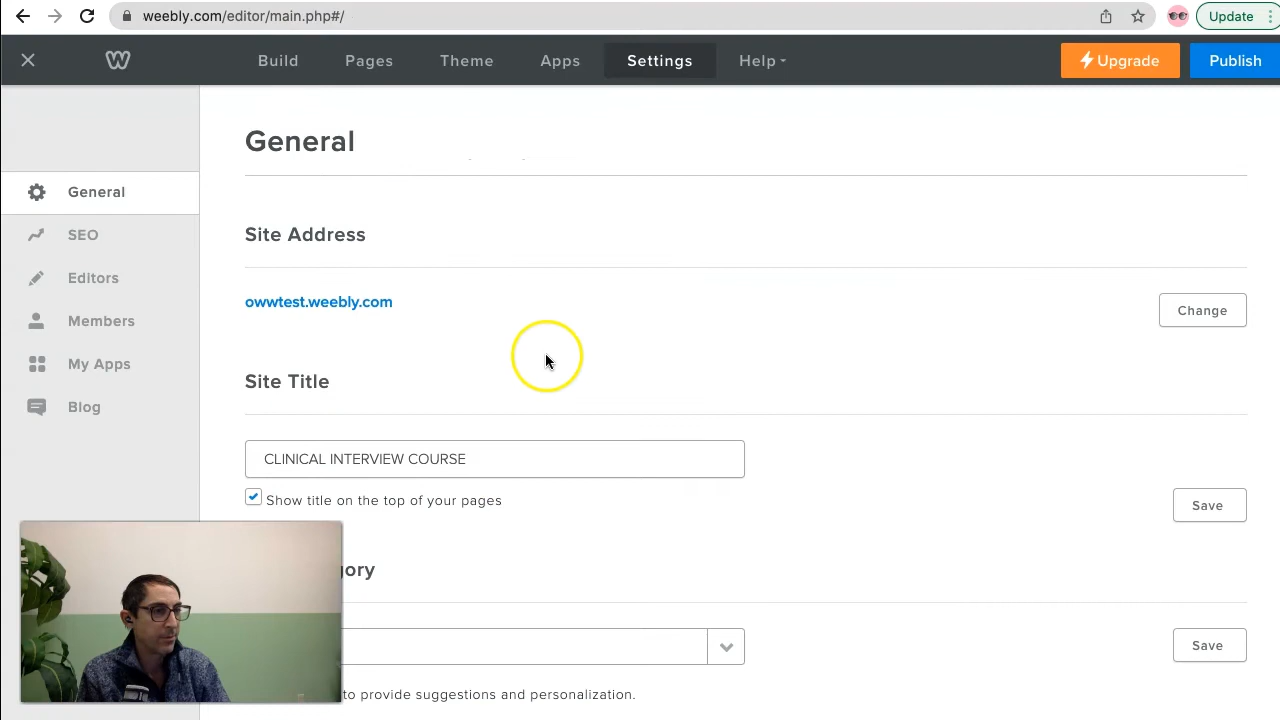 weebly.com/editor/main.php#/
Update
Build
Pages
Theme
Apps
Settings
Help
Upgrade
Publish
General
General
SEO
Editors
Members
My Apps
Blog
Site Address
owwtest.weebly.com
Change
Site Title
CLINICAL INTERVIEW COURSE
Show title on the top of your pages
Save
gory
Save
to provide suggestions and personalization.